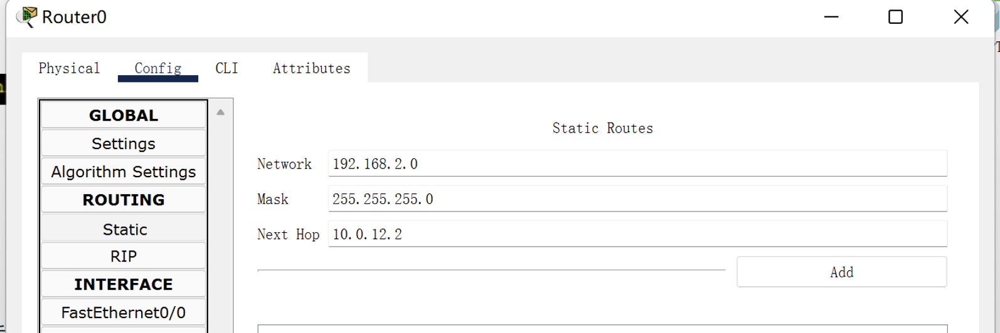 Router0
Physical Config CLI Attributes
GLOBAL
Settings
Algorithm Settings
ROUTING
Static
RIP
INTERFACE
FastEthernet0/0
Static Routes
Network 192.168.2.0
Mask 255.255.255.0
Next Hop 10.0.12.2
Add